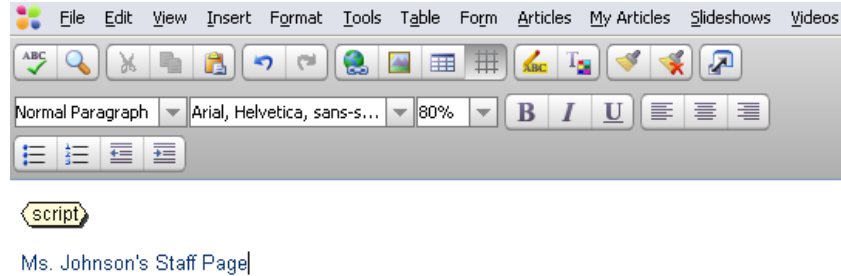 File Edit View Insert Format Tools Table Form Articles My Articles Slideshows Videos
ABC ABC T
Normal Paragraph Arial, Helvetica, sans-s... 80% B I U
script
Ms. Johnson's Staff Page